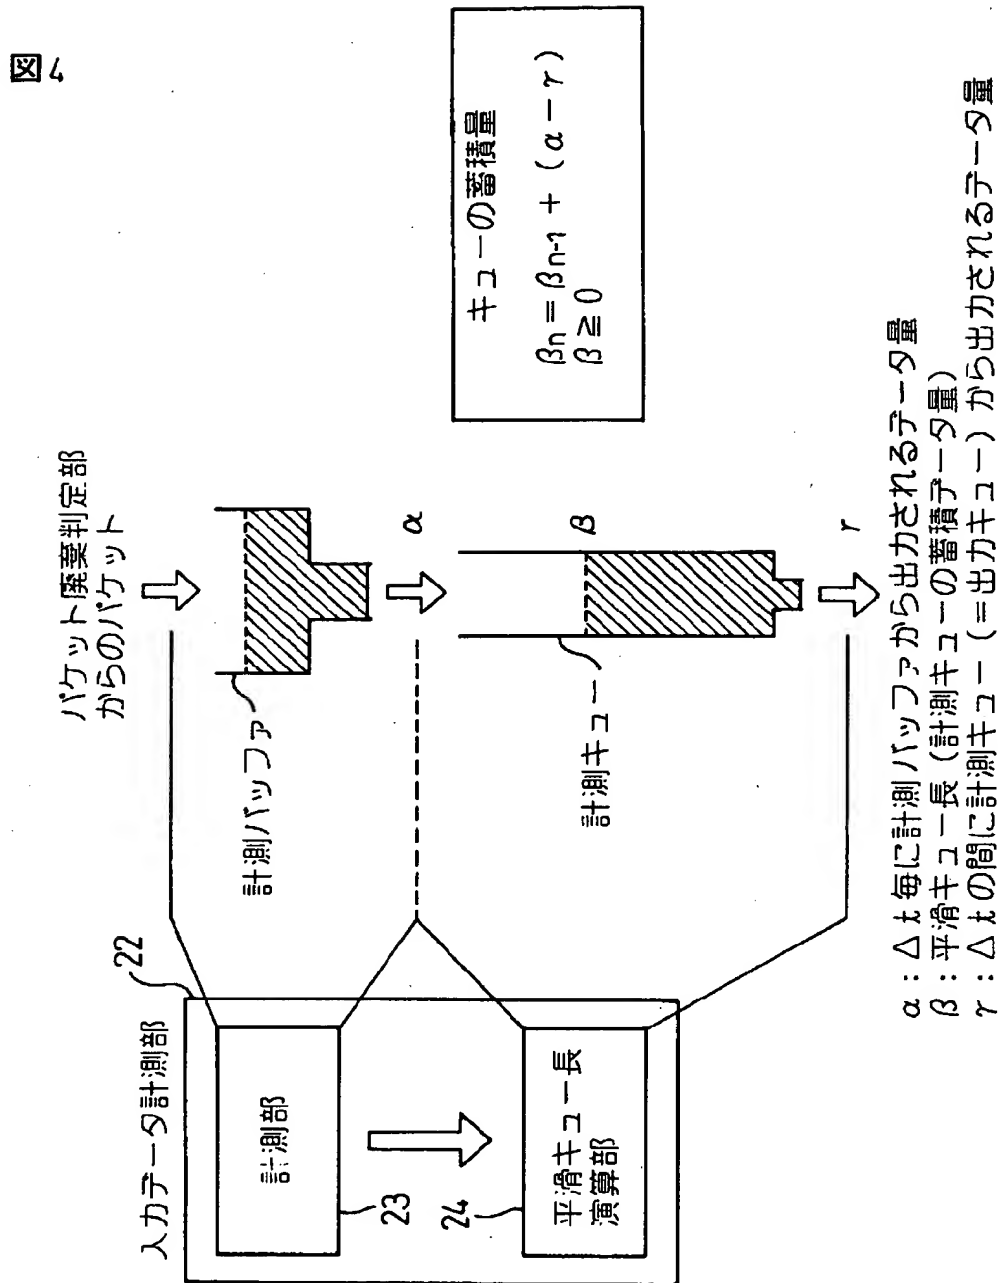 図4
入力データ計測部
22
計測部
23
24
平滑キュー長
演算部
パケット廃棄判定部
からのパケット
計測バッファ
α
計測キュー
β
γ
キューの蓄積量
βn = βn-1 + (α − γ)
β ≧ 0
α : Δt 毎に計測バッファから出力されるデータ量
β : 平滑キュー長 (計測キューの蓄積データ量)
γ : Δtの間に計測キュー (=出力キュー) から出力されるデータ量